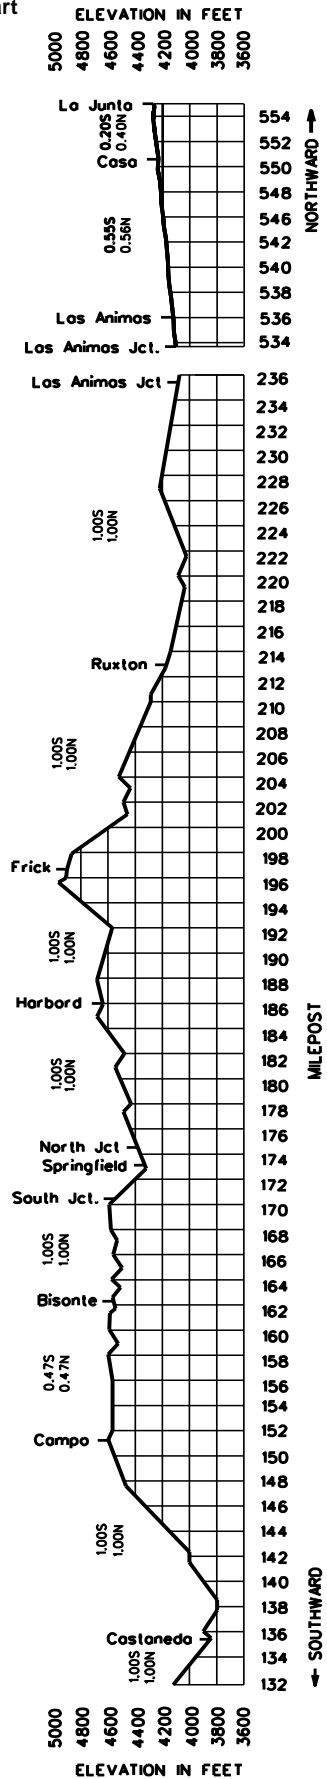 art
ELEVATION IN FEET
5000 4800 4600 4400 4200 4000 3800 3600
La Junta
554
0.20S
0.40N
552
Casa
550
548
546
0.55S
0.56N
542
540
538
Las Animas
536
Las Animas Jct.
534
NORTHWARD
Las Animas Jct
236
234
232
230
228
226
1.00S
1.00N
224
222
220
218
216
Ruxton
214
212
210
208
1.00S
1.00N
206
204
202
200
198
Frick
196
194
192
1.00S
1.00N
190
188
Harbord
186
184
182
1.00S
1.00N
180
178
176
North Jct
174
Springfield
172
South Jct.
170
168
1.00S
1.00N
166
164
Bisonte
162
160
158
0.47S
0.47N
156
154
152
Campo
150
148
146
144
1.00S
1.00N
142
140
138
136
Castaneda
134
1.00S
1.00N
132
MILEPOST
SOUTHWARD
5000 4800 4600 4400 4200 4000 3800 3600
ELEVATION IN FEET